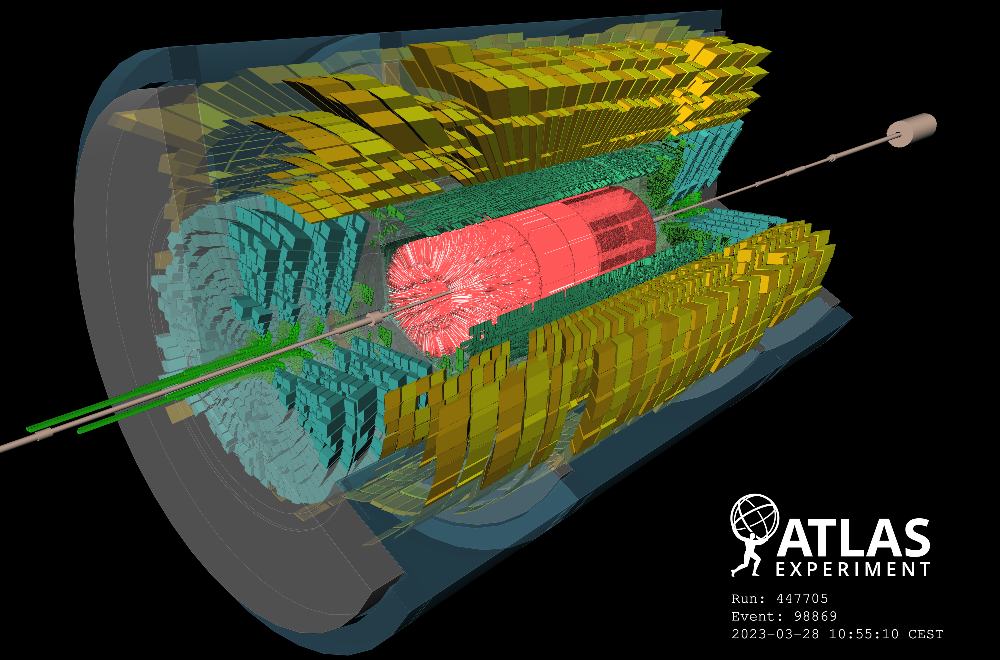 ATLAS
EXPERIMENT
Run: 447705
Event: 98869
2023-03-28 10:55:10 CEST